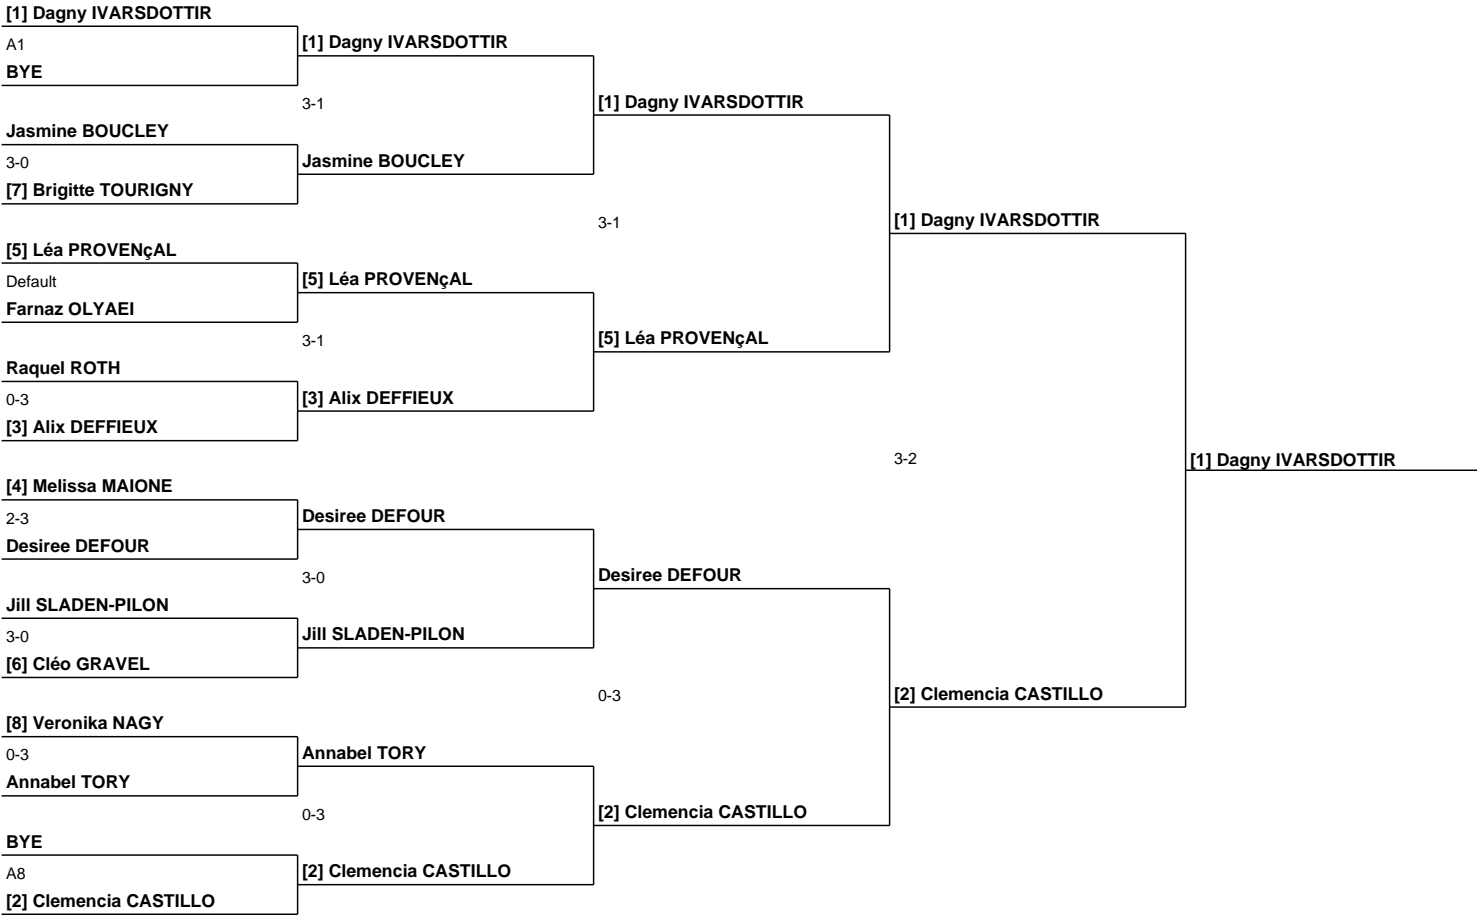 [1] Dagny IVARSDOTTIR
A1
BYE
Jasmine BOUCLEY
3-0
[7] Brigitte TOURIGNY
[5] Léa PROVENçAL
Default
Farnaz OLYAEI
Raquel ROTH
0-3
[3] Alix DEFFIEUX
[4] Melissa MAIONE
2-3
Desiree DEFOUR
Jill SLADEN-PILON
3-0
[6] Cléo GRAVEL
[8] Veronika NAGY
0-3
Annabel TORY
BYE
A8
[2] Clemencia CASTILLO
[1] Dagny IVARSDOTTIR
3-1
Jasmine BOUCLEY
[5] Léa PROVENçAL
3-1
[3] Alix DEFFIEUX
Desiree DEFOUR
3-0
Jill SLADEN-PILON
Annabel TORY
0-3
[2] Clemencia CASTILLO
[1] Dagny IVARSDOTTIR
3-1
[5] Léa PROVENçAL
Desiree DEFOUR
0-3
[2] Clemencia CASTILLO
[1] Dagny IVARSDOTTIR
3-2
[2] Clemencia CASTILLO
[1] Dagny IVARSDOTTIR